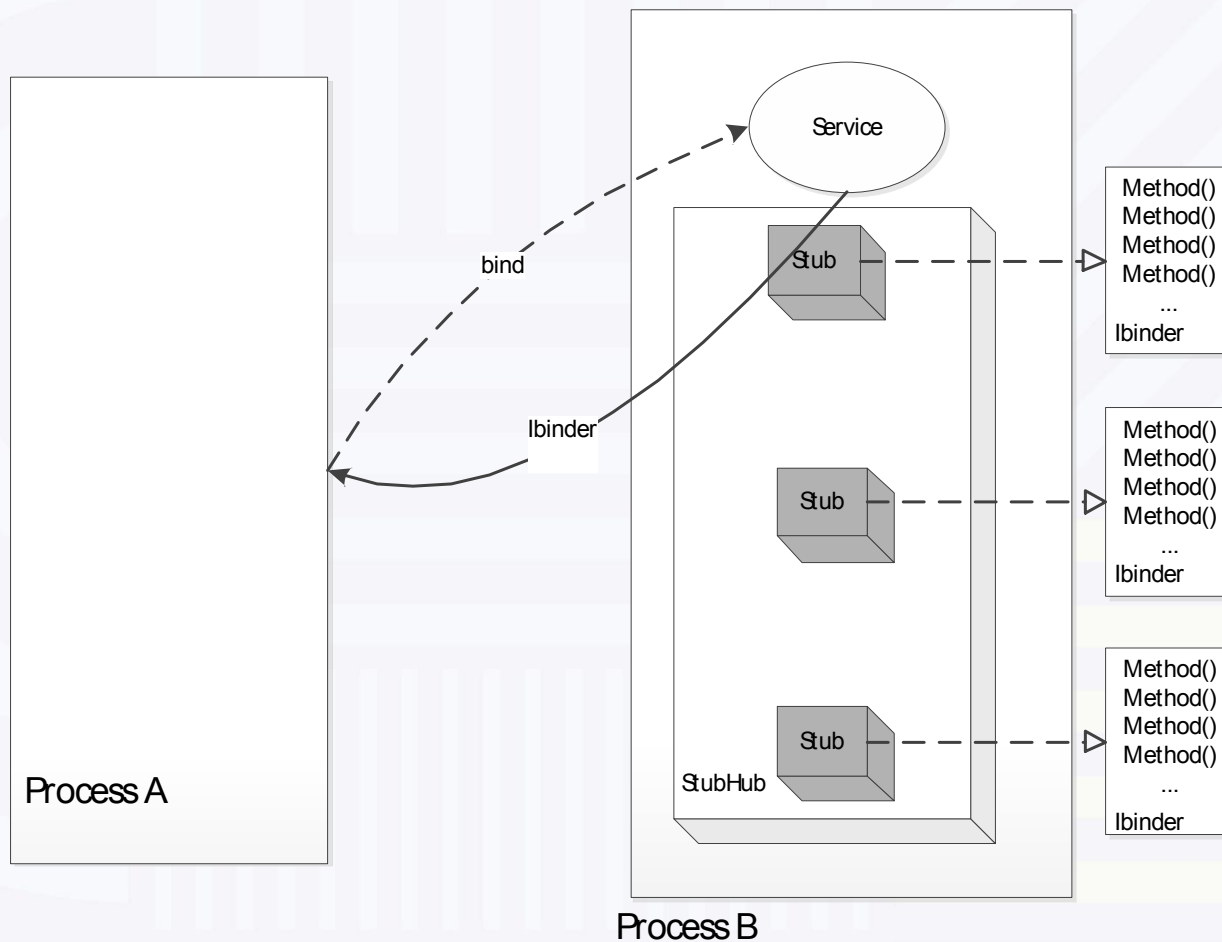 Service
Method()
Method()
Method()
Method()
...
Ibinder
Stub
bind
Ibinder
Method()
Method()
Method()
Method()
...
Ibinder
Stub
Method()
Method()
Method()
Method()
...
Ibinder
Stub
StubHub
Process A
Process B